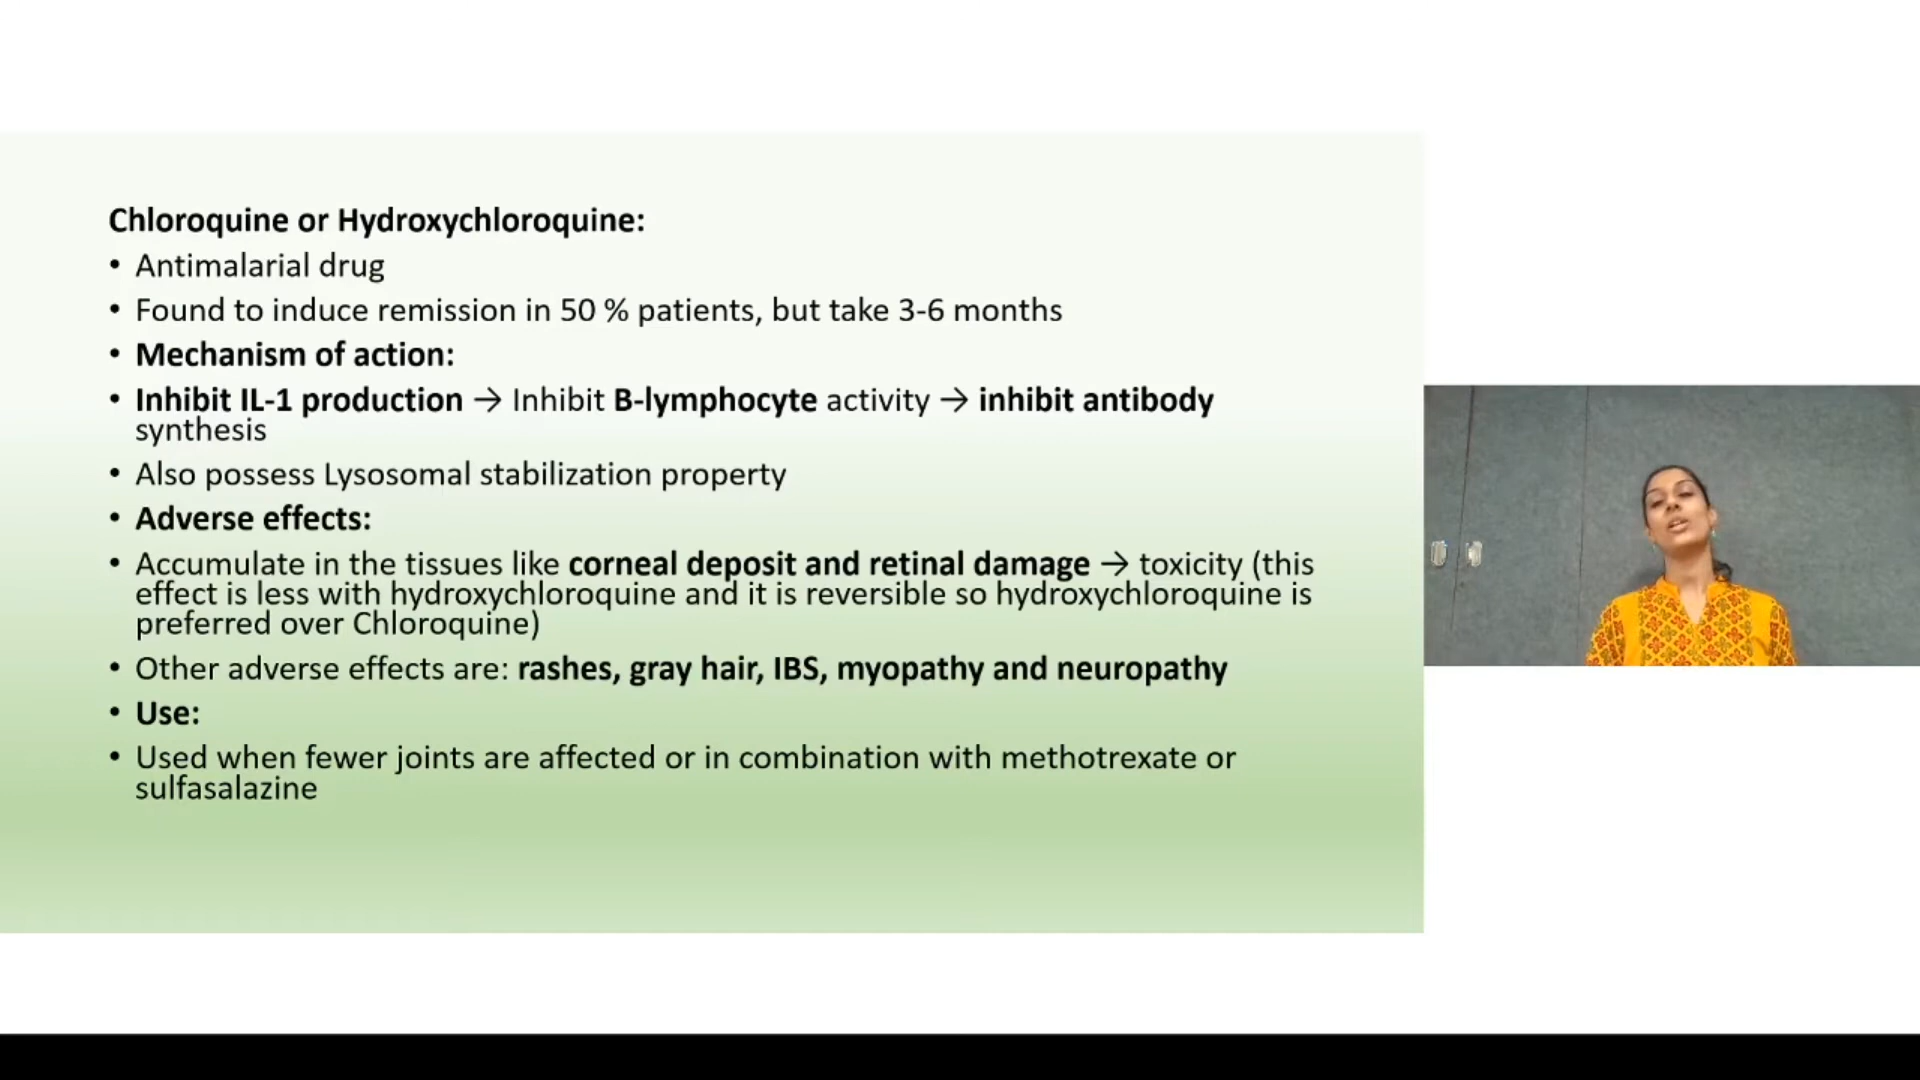 Chloroquine or Hydroxychloroquine:
• Antimalarial drug
• Found to induce remission in 50 % patients, but take 3-6 months
• Mechanism of action:
• Inhibit IL-1 production → Inhibit B-lymphocyte activity → inhibit antibody
synthesis
• Also possess Lysosomal stabilization property
• Adverse effects:
• Accumulate in the tissues like corneal deposit and retinal damage → toxicity (this
effect is less with hydroxychloroquine and it is reversible so hydroxychloroquine is
preferred over Chloroquine)
• Other adverse effects are: rashes, gray hair, IBS, myopathy and neuropathy
• Use:
• Used when fewer joints are affected or in combination with methotrexate or
sulfasalazine